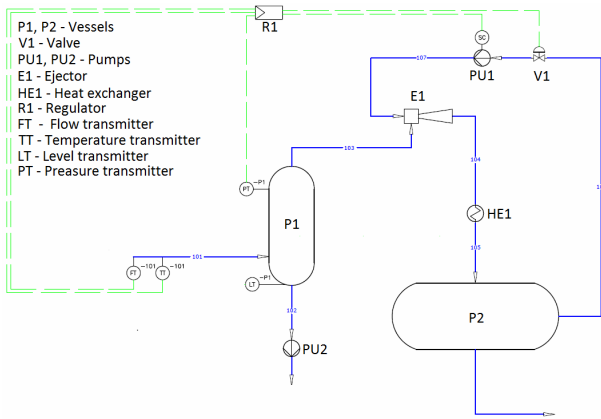 P1, P2 - Vessels
V1 - Valve
PU1, PU2 - Pumps
E1 - Ejector
HE1 - Heat exchanger
R1 - Regulator
FT -  Flow transmitter
TT - Temperature transmitter
LT - Level transmitter
PT - Preasure transmitter
R1
SC
107
PU1
V1
E1
103
104
PT
-P1
P1
HE1
101
105
FT
-101
TT
-101
LT
-P1
102
P2
PU2